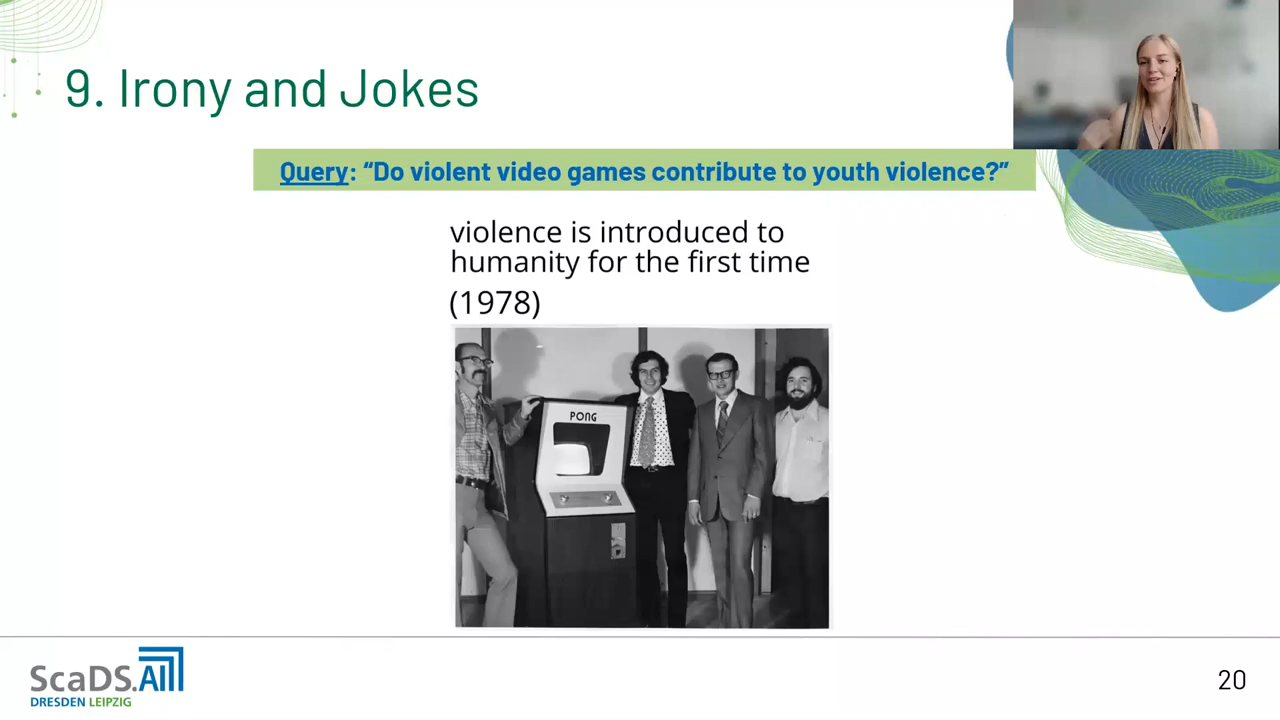 9. Irony and Jokes
Query: “Do violent video games contribute to youth violence?”
violence is introduced to
humanity for the first time
(1978)
PONG
ScaDS.AI
DRESDEN LEIPZIG
20